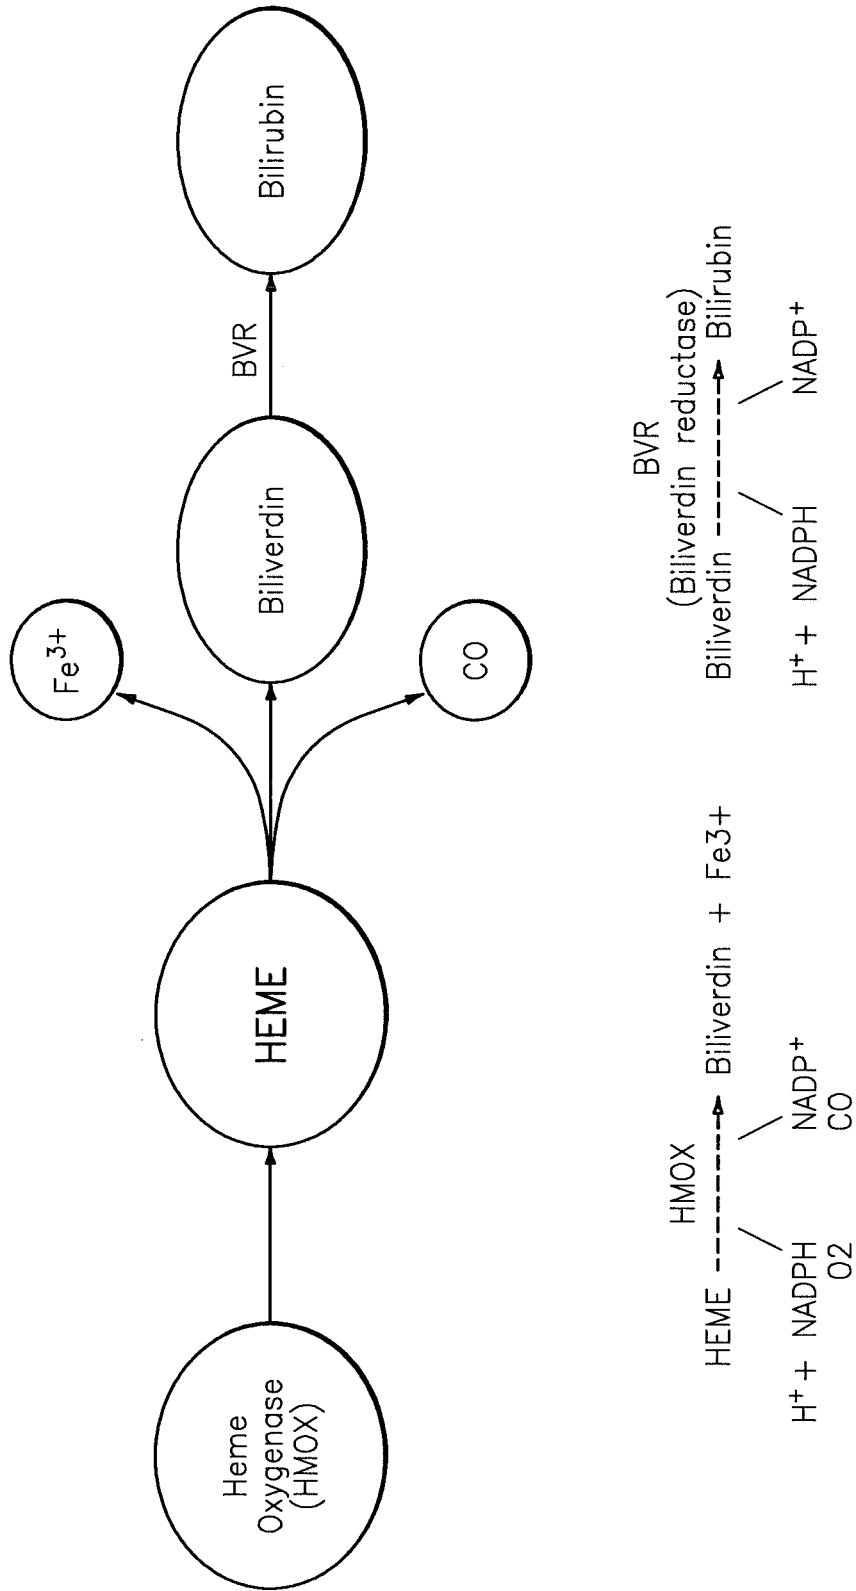 Heme
Oxygenase
(HMOX)
HEME
Fe³⁺
Biliverdin
CO
BVR
Bilirubin
HMOX
HEME Biliverdin + Fe3+
H⁺ + NADPH NADP⁺
O2 CO
BVR
(Biliverdin reductase)
Biliverdin Bilirubin
H⁺ + NADPH NADP⁺